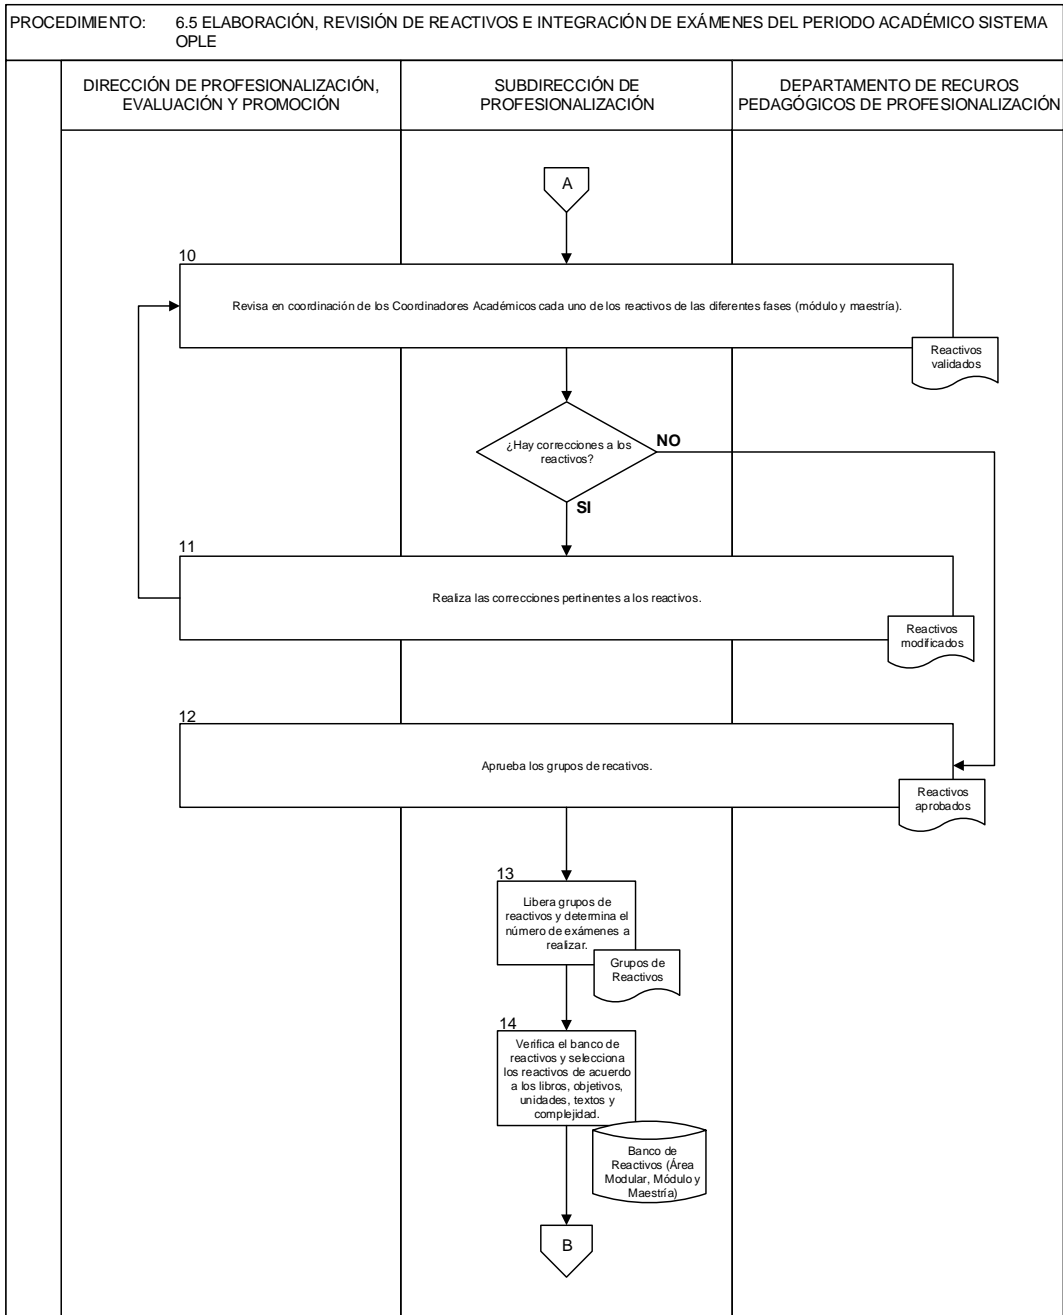 PROCEDIMIENTO: 6.5 ELABORACIÓN, REVISIÓN DE REACTIVOS E INTEGRACIÓN DE EXÁMENES DEL PERIODO ACADÉMICO SISTEMA
OPLE
DIRECCIÓN DE PROFESIONALIZACIÓN,
EVALUACIÓN Y PROMOCIÓN
SUBDIRECCIÓN DE
PROFESIONALIZACIÓN
DEPARTAMENTO DE RECUROS
PEDAGÓGICOS DE PROFESIONALIZACIÓN
A
10
Revisa en coordinación de los Coordinadores Académicos cada uno de los reactivos de las diferentes fases (módulo y maestría).
Reactivos
validados
¿Hay correcciones a los
reactivos?
NO
SI
11
Realiza las correcciones pertinentes a los reactivos.
Reactivos
modificados
12
Aprueba los grupos de recativos.
Reactivos
aprobados
13
Libera grupos de
reactivos y determina el
número de exámenes a
realizar.
Grupos de
Reactivos
14
Verifica el banco de
reactivos y selecciona
los reactivos de acuerdo
a los libros, objetivos,
unidades, textos y
complejidad.
Banco de
Reactivos (Área
Modular, Módulo y
Maestría)
B